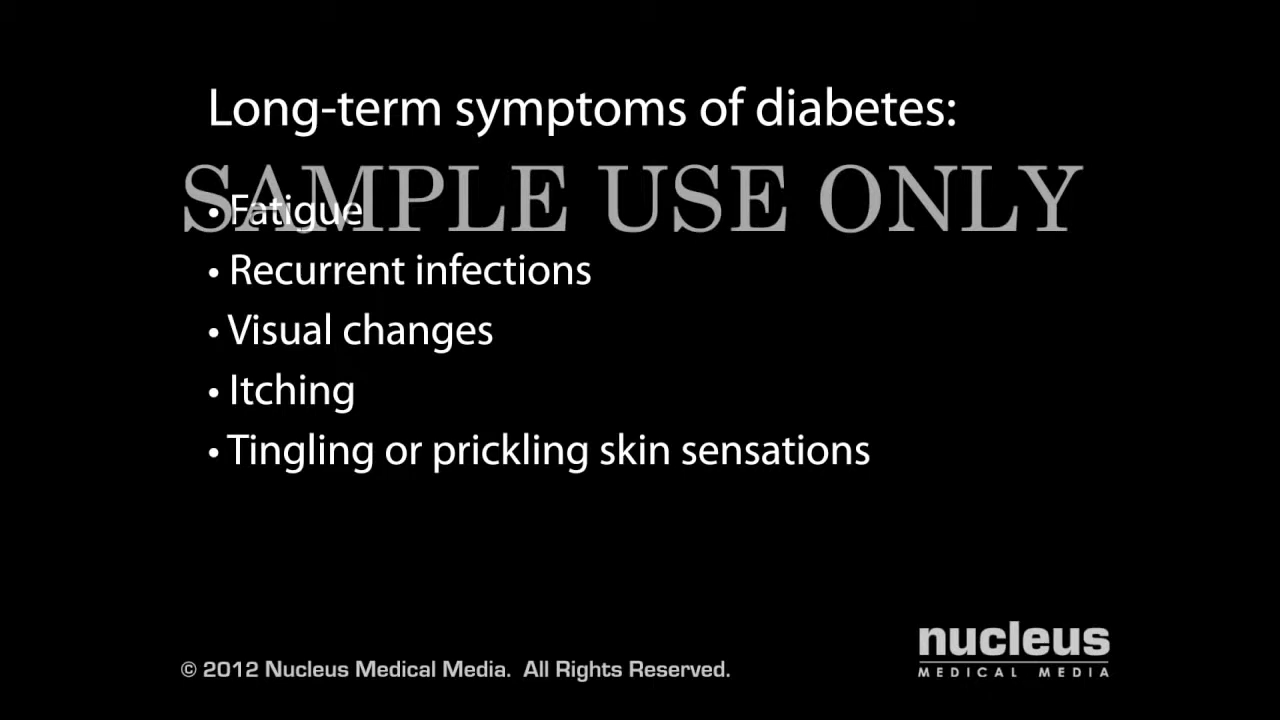 Long-term symptoms of diabetes:
SAMPLE USE ONLY
• Fatigue
• Recurrent infections
• Visual changes
• Itching
• Tingling or prickling skin sensations
nucleus
MEDICAL MEDIA
© 2012 Nucleus Medical Media. All Rights Reserved.